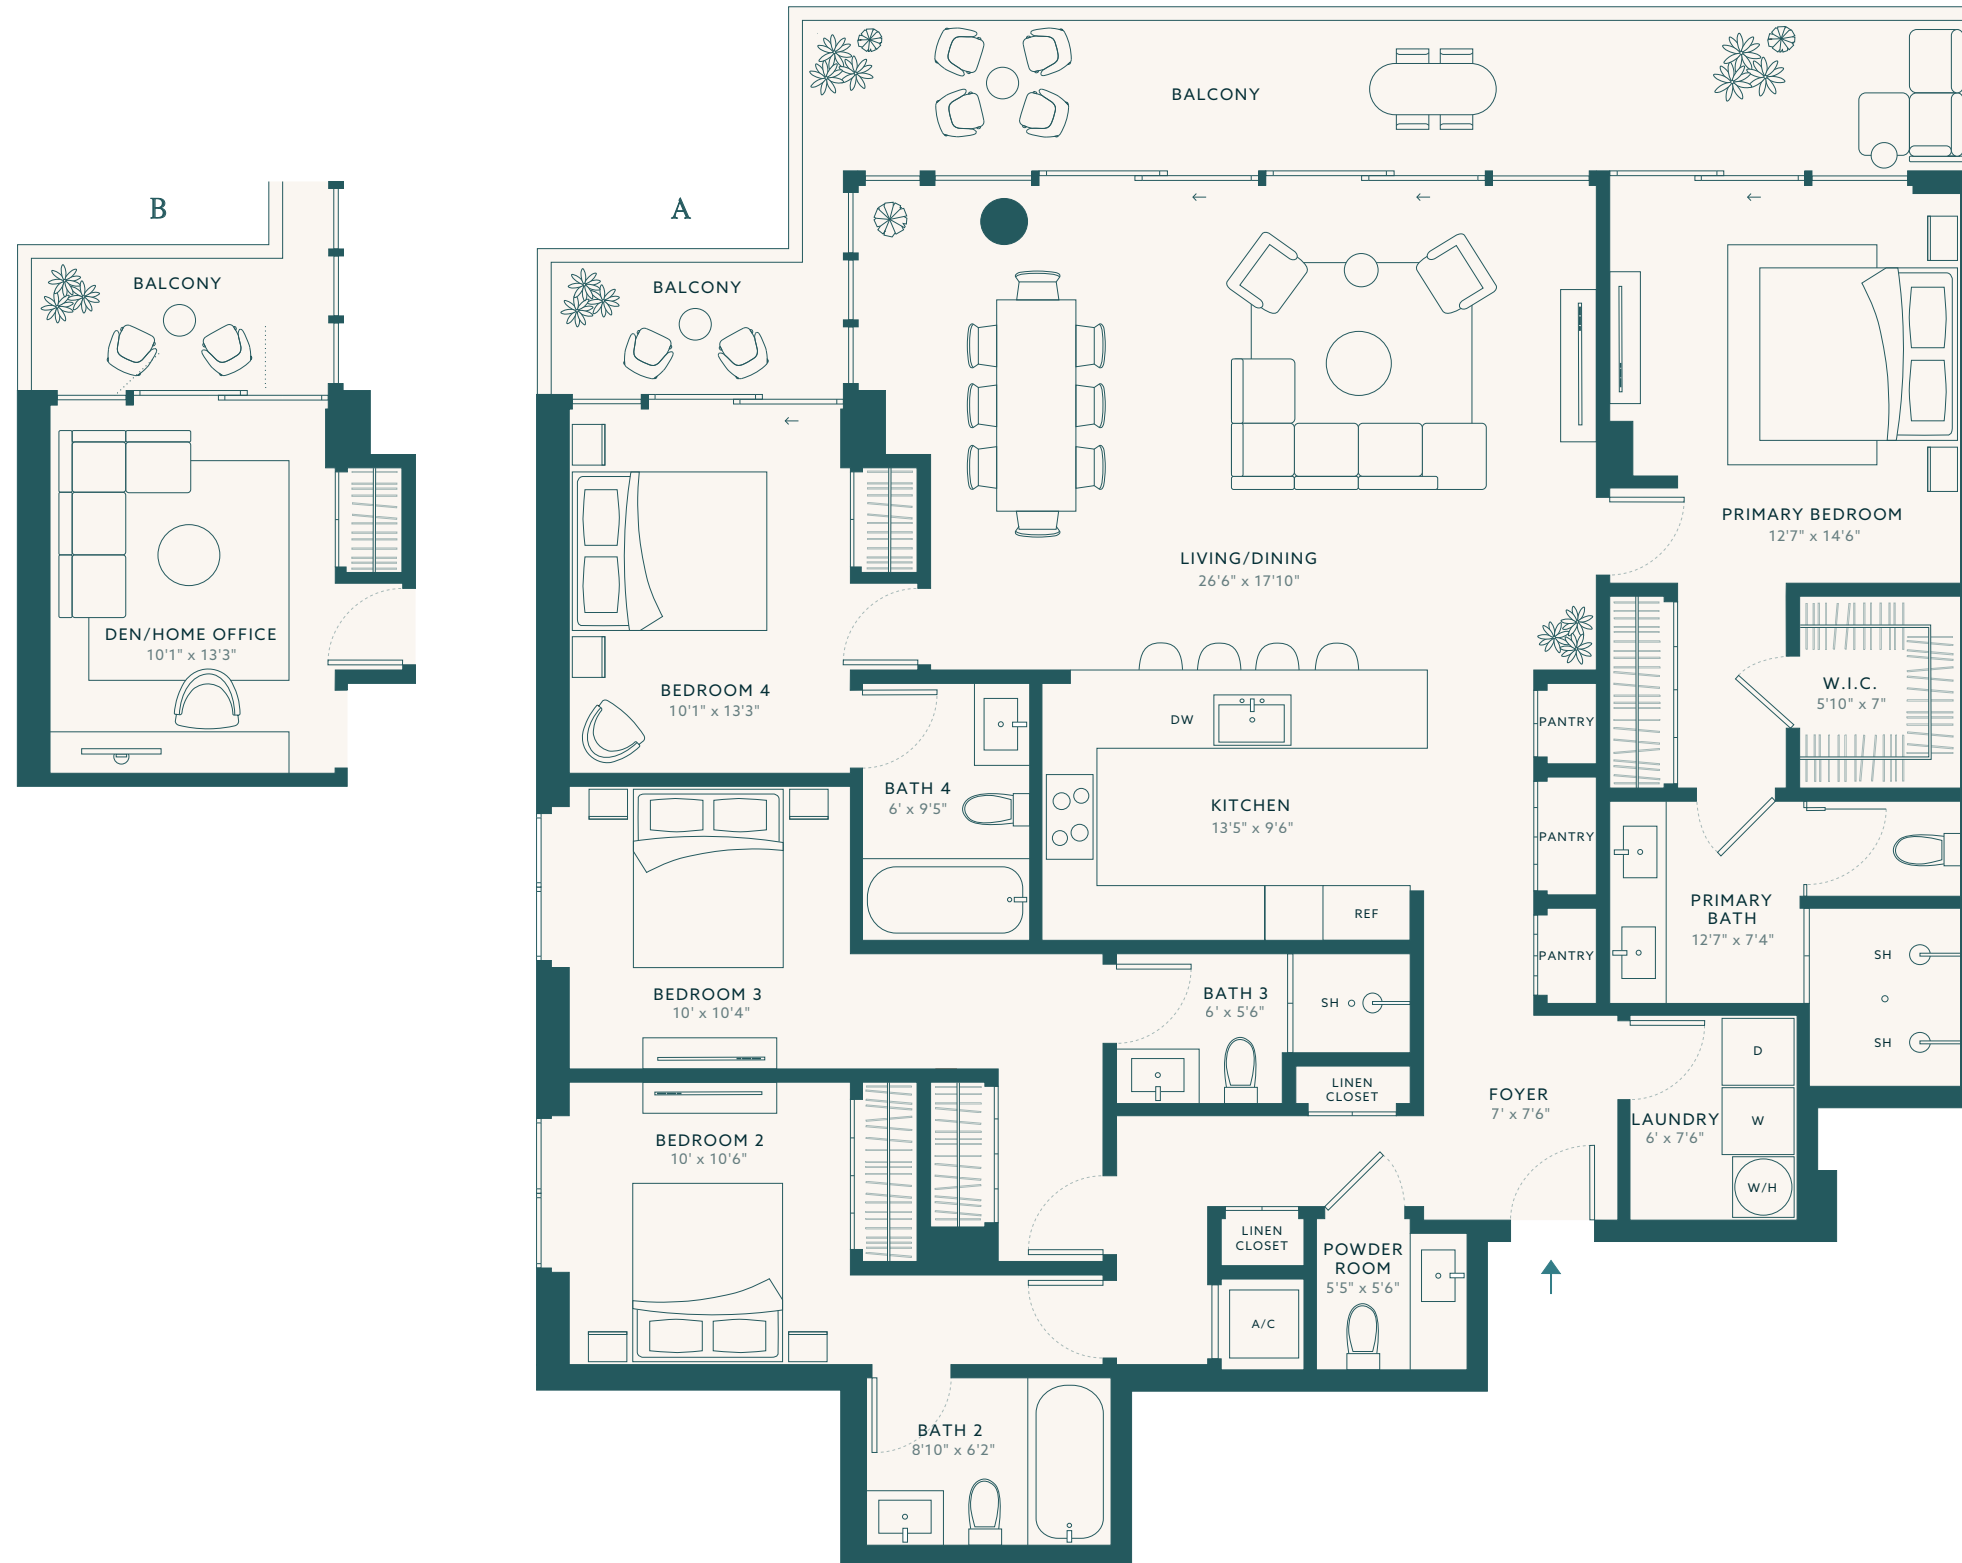 B
BALCONY
DEN/HOME OFFICE
10'1" x 13'3"
A
BALCONY
BALCONY
LIVING/DINING
26'6" x 17'10"
PRIMARY BEDROOM
12'7" x 14'6"
BEDROOM 4
10'1" x 13'3"
W.I.C.
5'10" x 7"
DW
PANTRY
BATH 4
6' x 9'5"
KITCHEN
13'5" x 9'6"
PANTRY
REF
PANTRY
PRIMARY
BATH
12'7" x 7'4"
SH
SH
BEDROOM 3
10' x 10'4"
BATH 3
6' x 5'6"
SH
LINEN
CLOSET
FOYER
7' x 7'6"
D
W
W/H
LAUNDRY
6' x 7'6"
BEDROOM 2
10' x 10'6"
LINEN
CLOSET
A/C
POWDER
ROOM
5'5" x 5'6"
BATH 2
8'10" x 6'2"